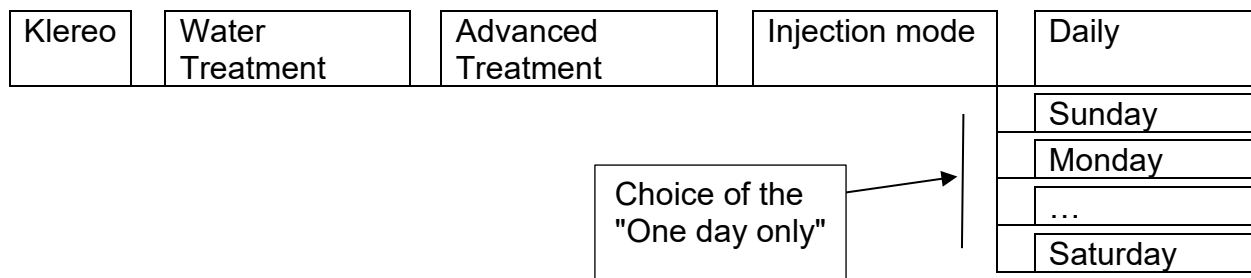 Klereo
Water
Treatment
Advanced
Treatment
Injection mode
Daily
Sunday
Monday
…
Saturday
Choice of the
"One day only"